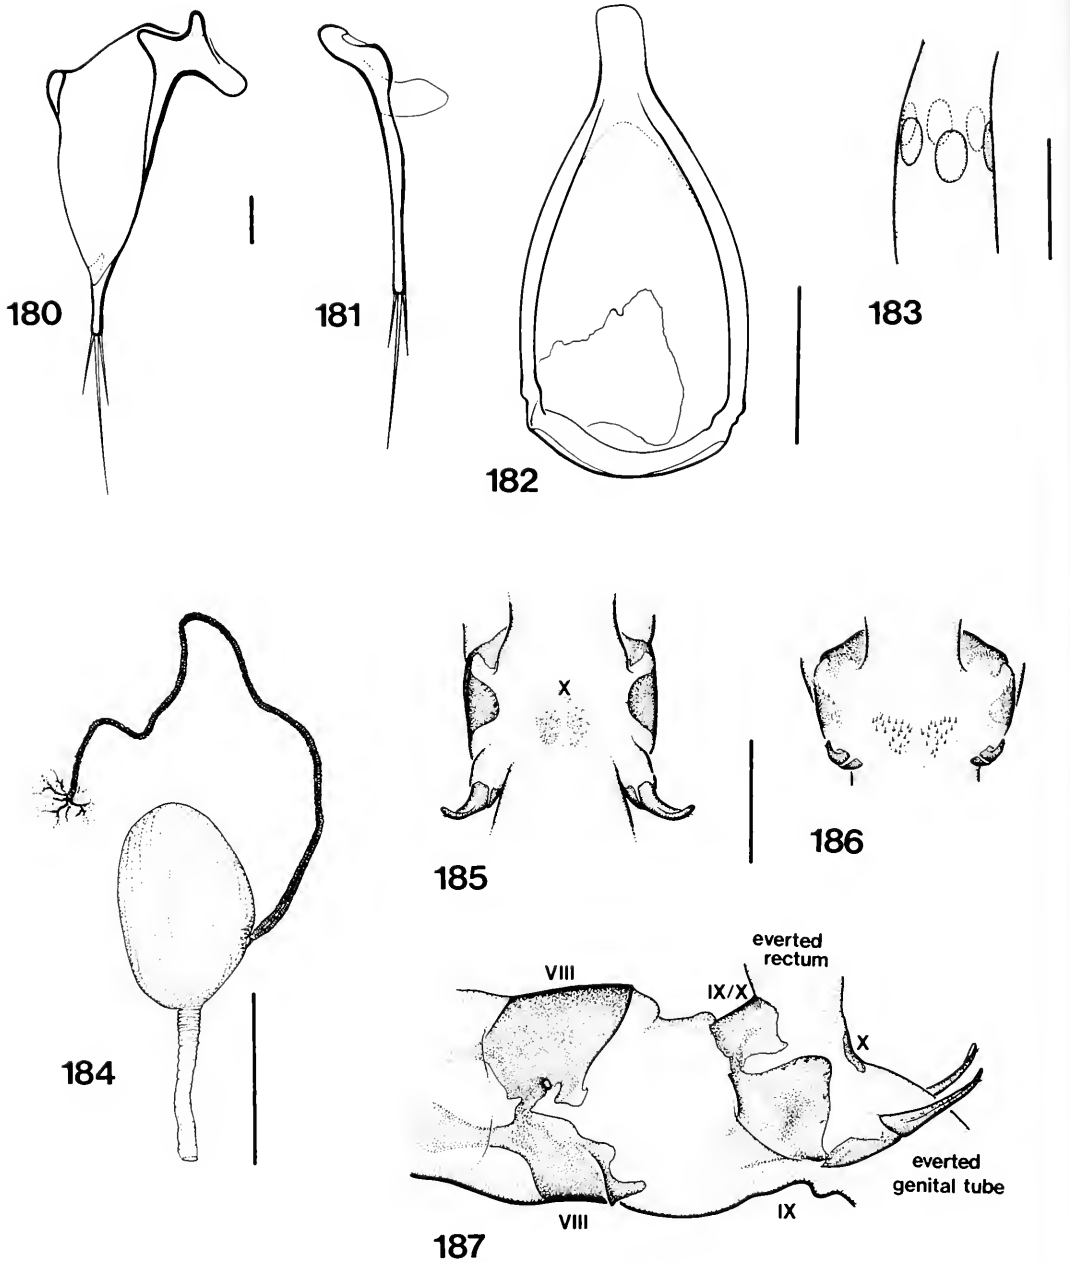 180
181
182
183
184
X
185
186
everted
rectum
VIII
IX/X
X
everted
genital tube
VIII
IX
187